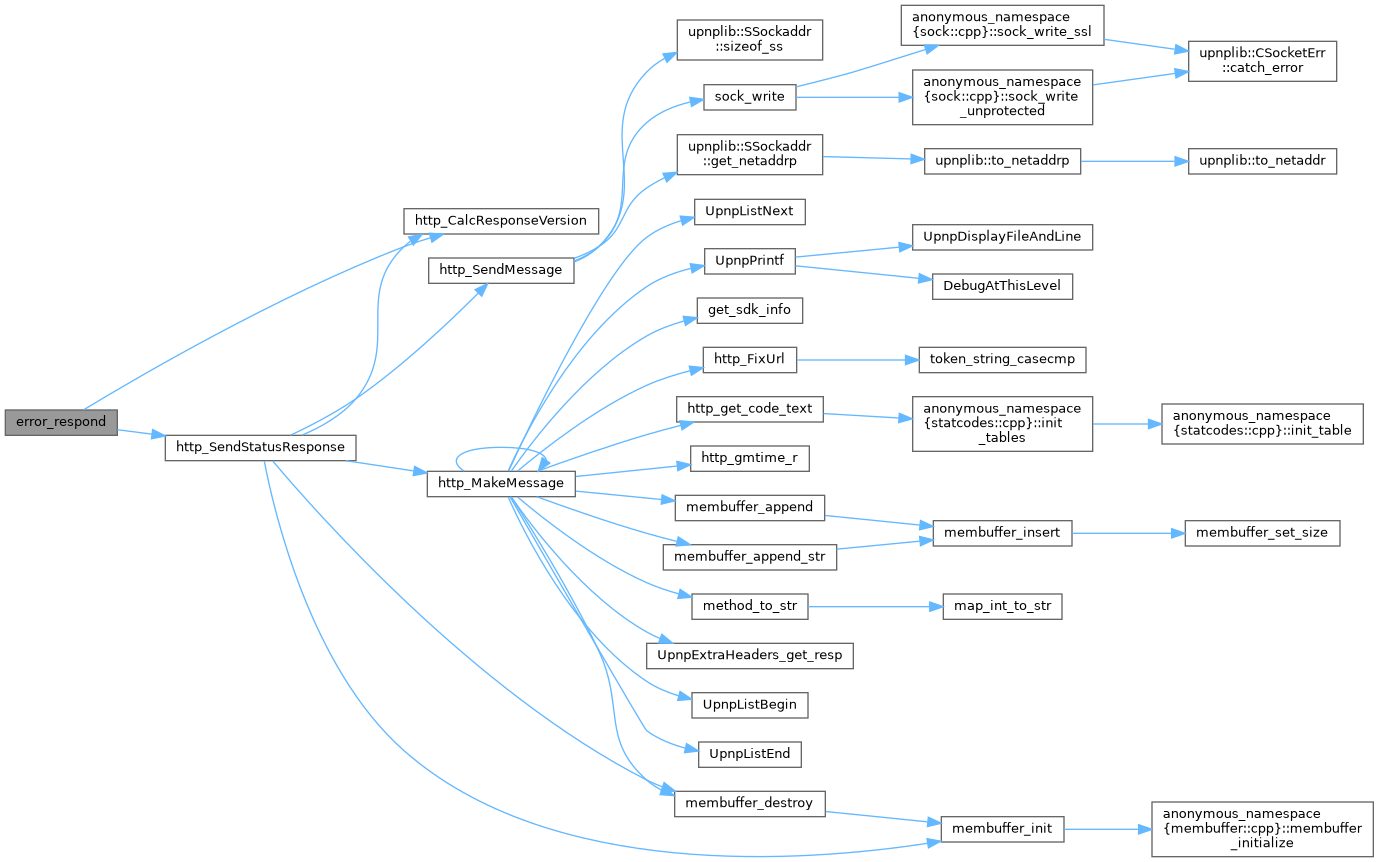 error_respond
http_CalcResponseVersion
http_SendStatusResponse
http_SendMessage
http_MakeMessage
upnplib::SSockaddr
::sizeof_ss
sock_write
upnplib::SSockaddr
::get_netaddrp
UpnpListNext
UpnpPrintf
get_sdk_info
http_FixUrl
http_get_code_text
http_gmtime_r
membuffer_append
membuffer_append_str
method_to_str
UpnpExtraHeaders_get_resp
UpnpListBegin
UpnpListEnd
membuffer_destroy
anonymous_namespace
{sock::cpp}::sock_write_ssl
anonymous_namespace
{sock::cpp}::sock_write
_unprotected
upnplib::to_netaddrp
UpnpDisplayFileAndLine
DebugAtThisLevel
token_string_casecmp
anonymous_namespace
{statcodes::cpp}::init
_tables
membuffer_insert
map_int_to_str
membuffer_init
upnplib::CSocketErr
::catch_error
upnplib::to_netaddr
anonymous_namespace
{statcodes::cpp}::init_table
membuffer_set_size
anonymous_namespace
{membuffer::cpp}::membuffer
_initialize